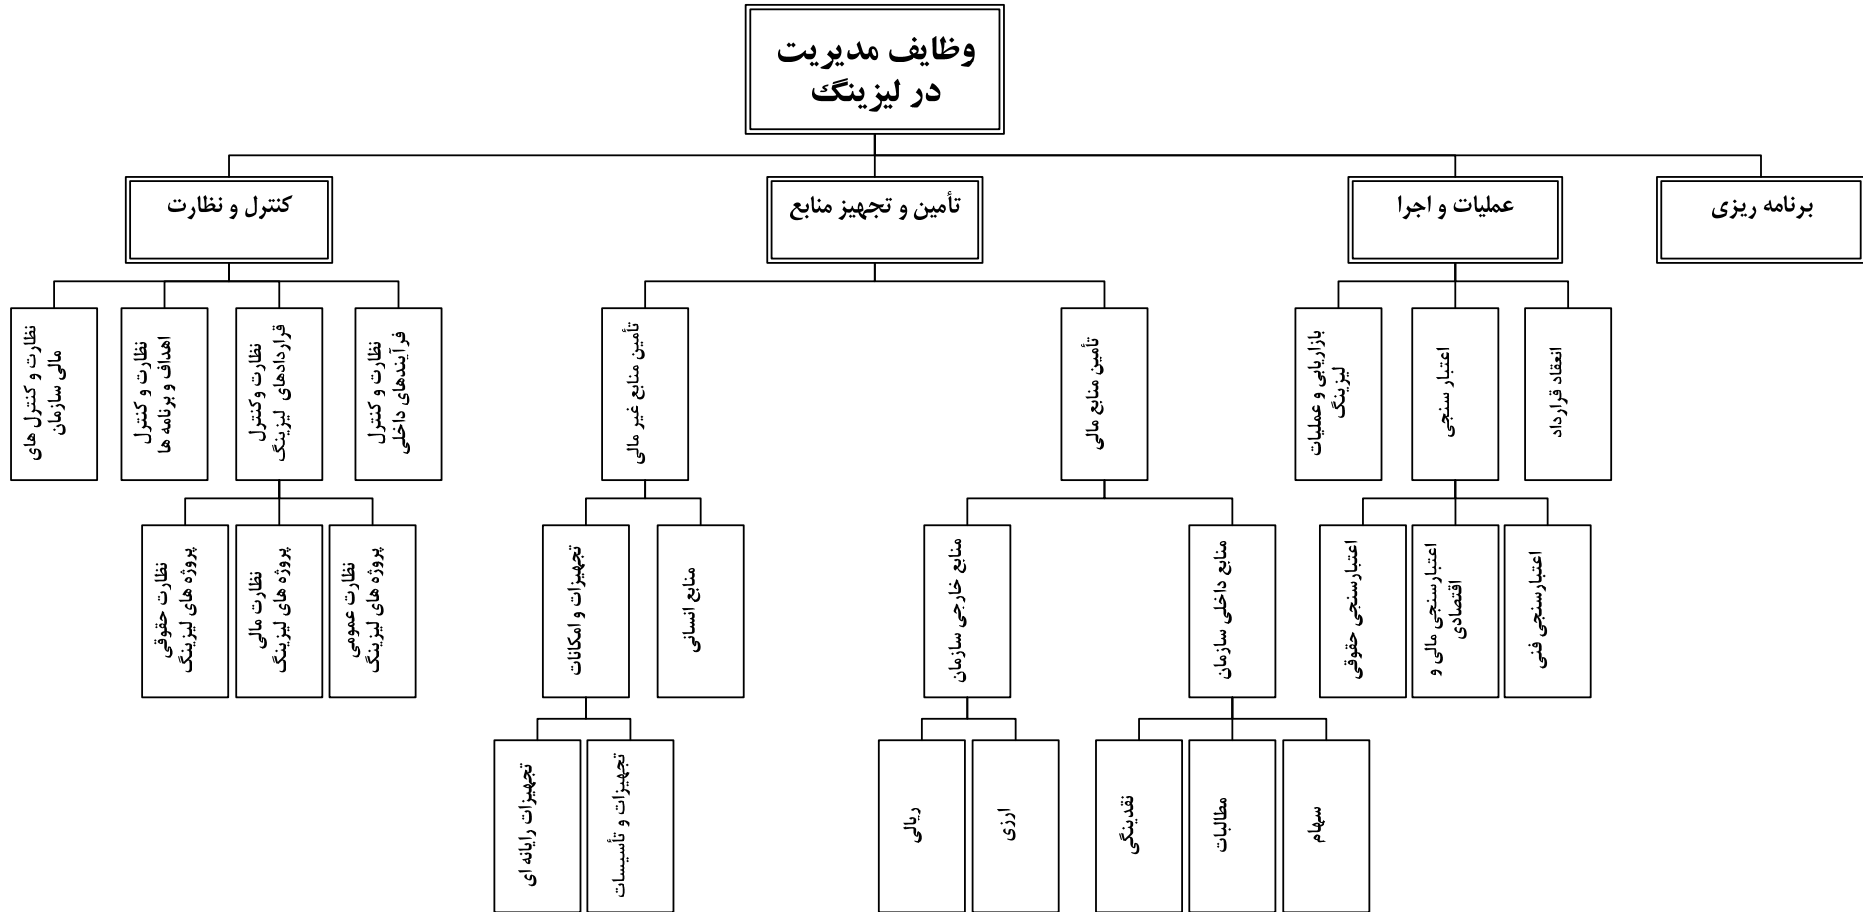 وظایف مدیریت
در لیزینگ
برنامه ریزی
عملیات و اجرا
تأمین و تجهیز منابع
کنترل و نظارت
انعقاد قرارداد
اعتبار سنجی
بازاریابی و عملیات
لیزینگ
تأمین منابع مالی
تأمین منابع غیر مالی
نظارت و کنترل
فرآیندهای داخلی
نظارت وکنترل
قراردادهای لیزینگ
نظارت و کنترل
اهداف و برنامه ها
نظارت و کنترل های
مالی سازمان
اعتبارسنجی فنی
اعتبارسنجی مالی و
اقتصادی
اعتبارسنجی حقوقی
منابع داخلی سازمان
منابع خارجی سازمان
منابع انسانی
تجهیزات و امکانات
نظارت عمومی
پروژه های لیزینگ
نظارت مالی
پروژه های لیزینگ
نظارت حقوقی
پروژه های لیزینگ
سهام
مطالبات
نقدینگی
ارزی
ریالی
تجهیزات و تأسیسات
تجهیزات رایانه ای